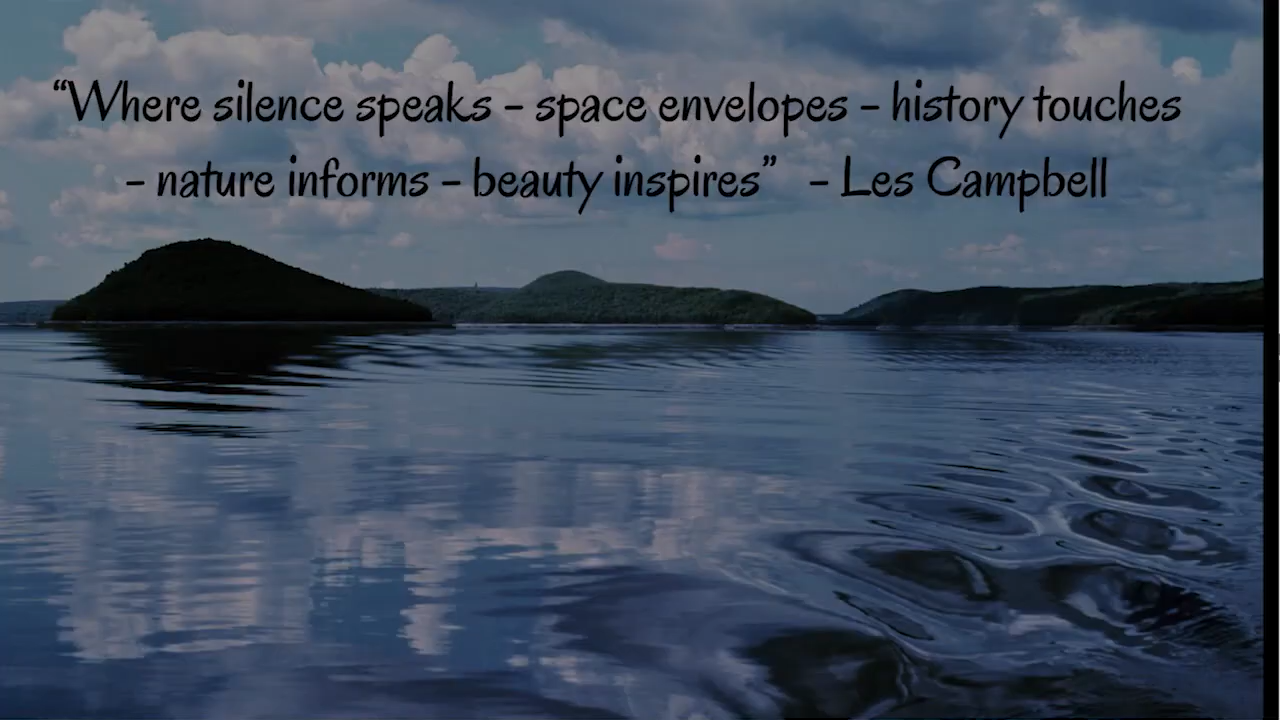 “Where silence speaks - space envelopes - history touches
- nature informs - beauty inspires” - Les Campbell